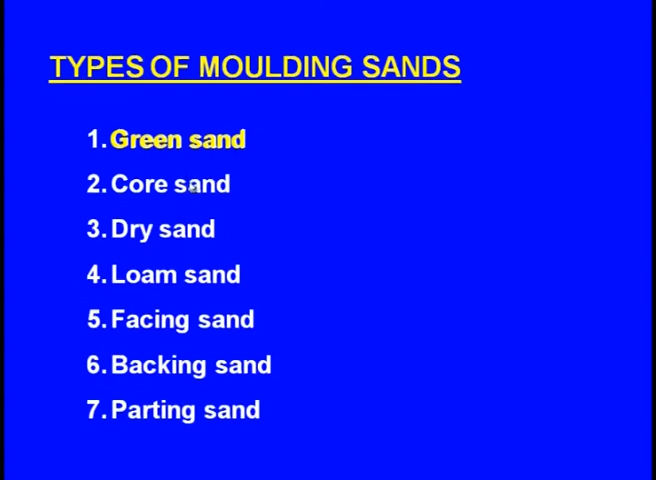 TYPES OF MOULDING SANDS
1. Green sand
2. Core sand
3. Dry sand
4. Loam sand
5. Facing sand
6. Backing sand
7. Parting sand